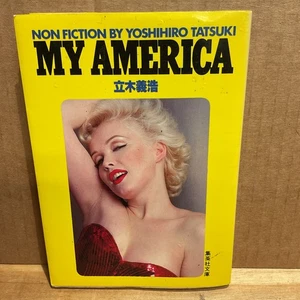 NON FICTION BY YOSHIHIRO TATSUKI
MY AMERICA
立木義浩
集英社文庫